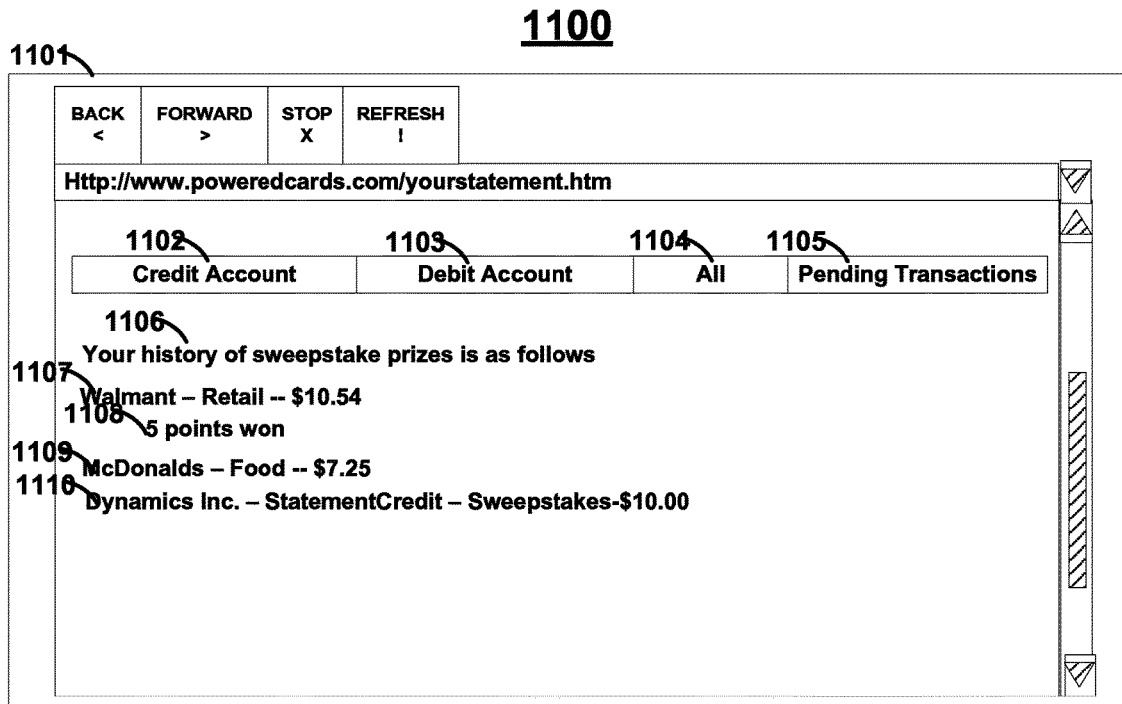 1100
1101
BACK FORWARD STOP REFRESH
< > X !
Http://www.poweredcards.com/yourstatement.htm
1102 1103 1104 1105
Credit Account Debit Account All Pending Transactions
1106
Your history of sweepstake prizes is as follows
1107
Walmant – Retail -- $10.54
1108
5 points won
1109
McDonalds – Food -- $7.25
1110
Dynamics Inc. – StatementCredit – Sweepstakes-$10.00